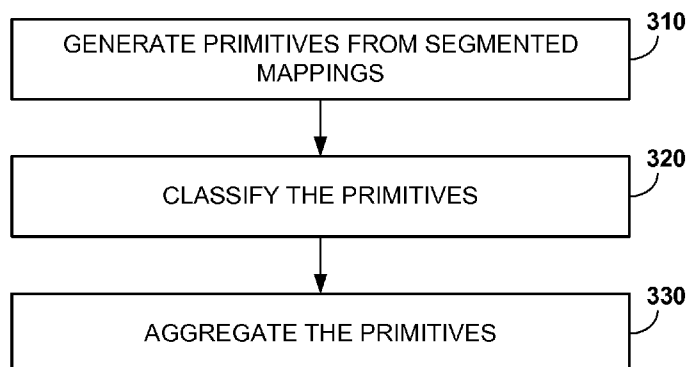 310
GENERATE PRIMITIVES FROM SEGMENTED
MAPPINGS
320
CLASSIFY THE PRIMITIVES
330
AGGREGATE THE PRIMITIVES